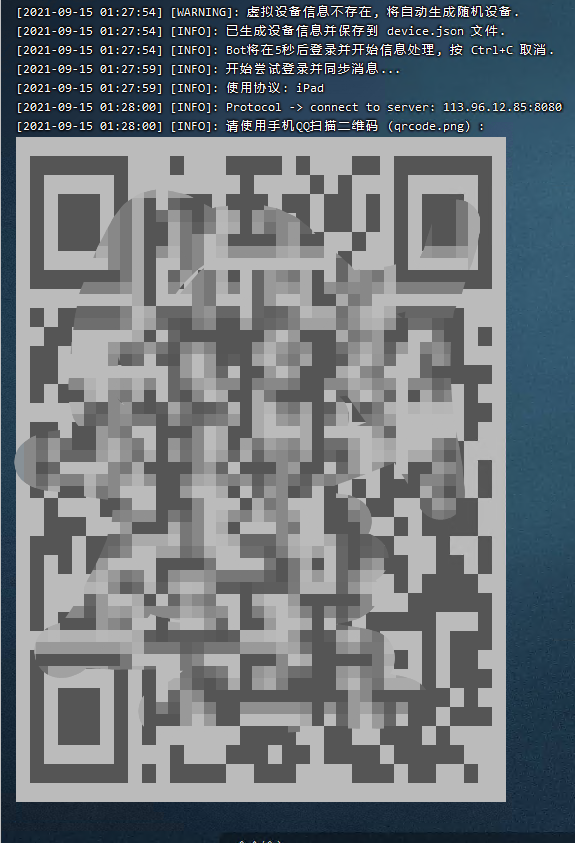 [2021-09-15 01:27:54] [WARNING]: 虚拟设备信息不存在, 将自动生成随机设备.
[2021-09-15 01:27:54] [INFO]: 已生成设备信息并保存到 device.json 文件.
[2021-09-15 01:27:54] [INFO]: Bot将在5秒后登录并开始信息处理, 按 Ctrl+C 取消.
[2021-09-15 01:27:59] [INFO]: 开始尝试登录并同步消息...
[2021-09-15 01:27:59] [INFO]: 使用协议: iPad
[2021-09-15 01:28:00] [INFO]: Protocol -> connect to server: 113.96.12.85:8080
[2021-09-15 01:28:00] [INFO]: 请使用手机QQ扫描二维码 (qrcode.png) :